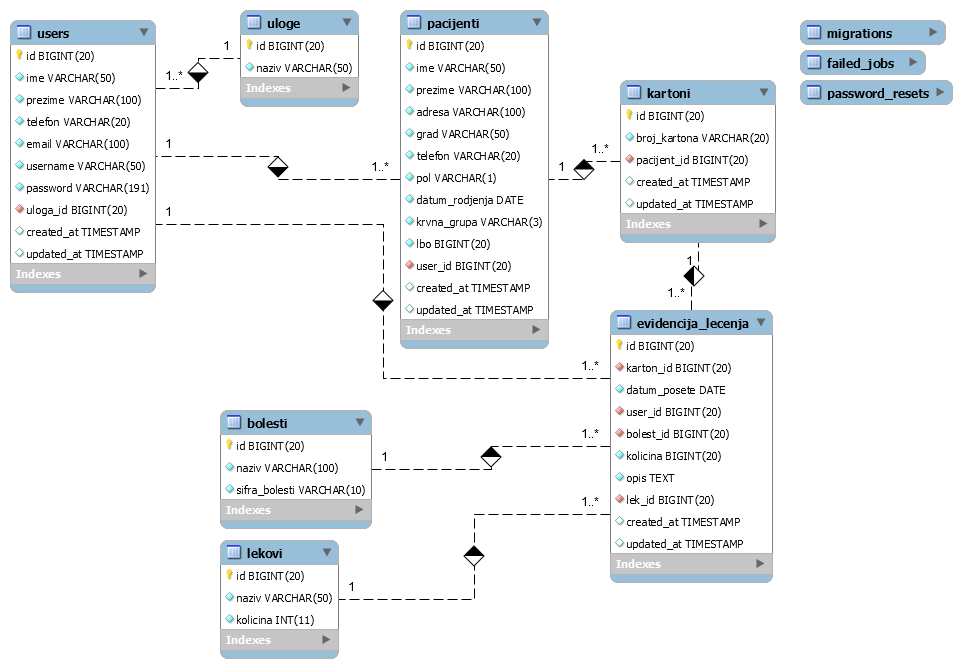 users
id BIGINT(20)
ime VARCHAR(50)
prezime VARCHAR(100)
telefon VARCHAR(20)
email VARCHAR(100)
username VARCHAR(50)
password VARCHAR(191)
uloga_id BIGINT(20)
created_at TIMESTAMP
updated_at TIMESTAMP
Indexes
1
1..*
uloge
id BIGINT(20)
naziv VARCHAR(50)
Indexes
1
1..*
1
1..*
pacijenti
id BIGINT(20)
ime VARCHAR(50)
prezime VARCHAR(100)
adresa VARCHAR(100)
grad VARCHAR(50)
telefon VARCHAR(20)
pol VARCHAR(1)
datum_rodjenja DATE
krvna_grupa VARCHAR(3)
lbo BIGINT(20)
user_id BIGINT(20)
created_at TIMESTAMP
updated_at TIMESTAMP
Indexes
1
1..*
kartoni
id BIGINT(20)
broj_kartona VARCHAR(20)
pacijent_id BIGINT(20)
created_at TIMESTAMP
updated_at TIMESTAMP
Indexes
1
1..*
migrations
failed_jobs
password_resets
evidencija_lecenja
id BIGINT(20)
karton_id BIGINT(20)
datum_posete DATE
user_id BIGINT(20)
bolest_id BIGINT(20)
kolicina BIGINT(20)
opis TEXT
lek_id BIGINT(20)
created_at TIMESTAMP
updated_at TIMESTAMP
Indexes
bolesti
id BIGINT(20)
naziv VARCHAR(100)
sifra_bolesti VARCHAR(10)
Indexes
1
1..*
lekovi
id BIGINT(20)
naziv VARCHAR(50)
kolicina INT(11)
Indexes
1
1..*